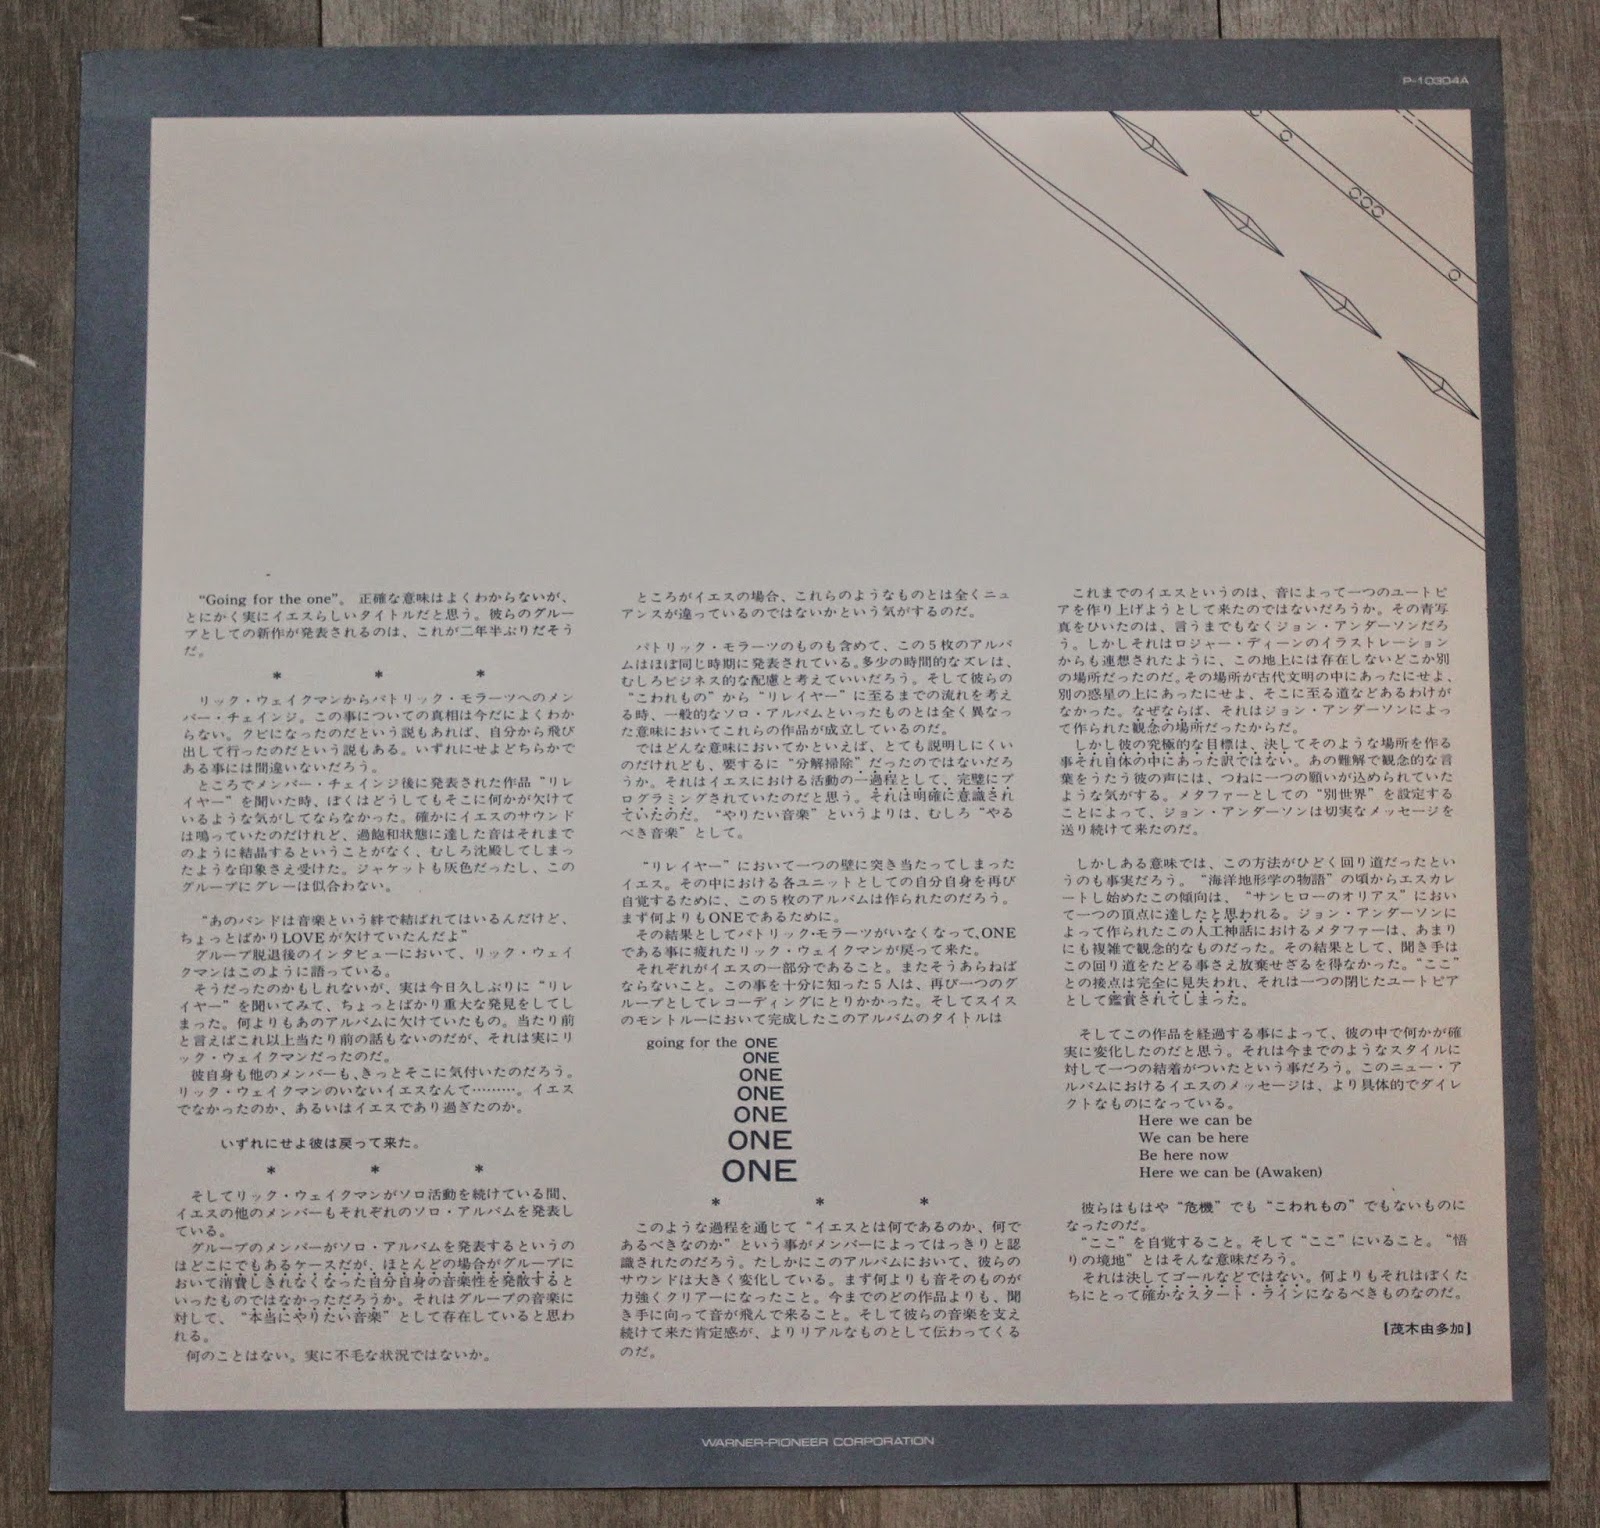 P-10304A
“Going for the one”。正確な意味はよくわからないが、
とにかく実にイエスらしいタイトルだと思う。彼らのグルー
プとしての新作が発表されるのは、これが二年半ぶりだそう
だ。
* * *
リック・ウェイクマンからパトリック・モラーツへのメン
バー・チェインジ。この事についての真相は今だによくわか
らない。クビになったのだという説もあれば、自分から飛び
出して行ったのだという説もある。いずれにせよどちらかで
ある事には間違いないだろう。
ところでメンバー・チェインジ後に発表された作品“リレ
イヤー”を聞いた時、ぼくはどうしてもそこに何かが欠けて
いるような気がしてならなかった。確かにイエスのサウンド
は鳴っていたのだけれど、過飽和状態に達した音はそれまで
のように結晶するということがなく、むしろ沈殿してしまっ
たような印象さえ受けた。ジャケットも灰色だったし、この
グループにグレーは似合わない。
“あのバンドは音楽という絆で結ばれてはいるんだけど、
ちょっとばかりLOVEが欠けていたんだよ”
グループ脱退後のインタビューにおいて、リック・ウェイ
クマンはこのように語っている。
そうだったのかもしれないが、実は今日久しぶりに“リレ
イヤー”を聞いてみて、ちょっとばかり重大な発見をしてし
まった。何よりもあのアルバムに欠けていたもの。当たり前
と言えばこれ以上当たり前の話もないのだが、それは実にリ
ック・ウェイクマンだったのだ。
彼自身も他のメンバーも、きっとそこに気付いたのだろう。
リック・ウェイクマンのいないイエスなんて………。イエス
でなかったのか、あるいはイエスであり過ぎたのか。
いずれにせよ彼は戻って来た。
* * *
そしてリック・ウェイクマンがソロ活動を続けている間、
イエスの他のメンバーもそれぞれのソロ・アルバムを発表し
ている。
グループのメンバーがソロ・アルバムを発表するというの
はどこにでもあるケースだが、ほとんどの場合がグループに
おいて消費しきれなくなった自分自身の音楽性を発散すると
いったものではなかっただろうか。それはグループの音楽に
対して、“本当にやりたい音楽”として存在していると思わ
れる。
何のことはない。実に不毛な状況ではないか。
ところがイエスの場合、これらのようなものとは全くニュ
アンスが違っているのではないかという気がするのだ。
パトリック・モラーツのものも含めて、この5枚のアルバ
ムはほぼ同じ時期に発表されている。多少の時間的なズレは、
むしろビジネス的な配慮と考えていいだろう。そして彼らの
“こわれもの”から“リレイヤー”に至るまでの流れを考え
る時、一般的なソロ・アルバムといったものとは全く異なっ
た意味においてこれらの作品が成立しているのだ。
ではどんな意味においてかといえば、とても説明しにくい
のだけれども、要するに“分解掃除”だったのではないだろ
うか。それはイエスにおける活動の一過程として、完璧にプ
ログラミングされていたのだと思う。それは明確に意識され
ていたのだ。“やりたい音楽”というよりは、むしろ“やる
べき音楽”として。
“リレイヤー”において一つの壁に突き当たってしまった
イエス。その中における各ユニットとしての自分自身を再び
自覚するために、この5枚のアルバムは作られたのだろう。
まず何よりもONEであるために。
その結果としてパトリック・モラーツがいなくなって、ONE
である事に疲れたリック・ウェイクマンが戻って来た。
それぞれがイエスの一部分であること。またそうあらねば
ならないこと。この事を十分に知った5人は、再び一つのグ
ループとしてレコーディングにとりかかった。そしてスイス
のモントルーにおいて完成したこのアルバムのタイトルは
going for the ONE
ONE
ONE
ONE
ONE
ONE
ONE
* * *
このような過程を通じて“イエスとは何であるのか、何で
あるべきなのか”という事がメンバーによってはっきりと認
識されたのだろう。たしかにこのアルバムにおいて、彼らの
サウンドは大きく変化している。まず何よりも音そのものが
力強くクリアーになったこと。今までのどの作品よりも、聞
き手に向って音が飛んで来ること。そして彼らの音楽を支え
続けて来た肯定感が、よりリアルなものとして伝わってくる
のだ。
これまでのイエスというのは、音によって一つのユートピ
アを作り上げようとして来たのではないだろうか。その青写
真をひいたのは、言うまでもなくジョン・アンダーソンだろ
う。しかしそれはロジャー・ディーンのイラストレーション
からも連想されたように、この地上には存在しないどこか別
の場所だったのだ。その場所が古代文明の中にあったにせよ、
別の惑星の上にあったにせよ、そこに至る道などあるわけが
なかった。なぜならば、それはジョン・アンダーソンによっ
て作られた観念の場所だったからだ。
しかし彼の究極的な目標は、決してそのような場所を作る
事それ自体の中にあった訳ではない。あの難解で観念的な言
葉をうたう彼の声には、つねに一つの願いが込められていた
ような気がする。メタファーとしての“別世界”を設定する
ことによって、ジョン・アンダーソンは切実なメッセージを
送り続けて来たのだ。
しかしある意味では、この方法がひどく回り道だったとい
うのも事実だろう。“海洋地形学の物語”の頃からエスカレ
ートし始めたこの傾向は、“サンヒローのオリアス”におい
て一つの頂点に達したと思われる。ジョン・アンダーソンに
よって作られたこの人工神話におけるメタファーは、あまり
にも複雑で観念的なものだった。その結果として、聞き手は
この回り道をたどる事さえ放棄せざるを得なかった。“ここ”
との接点は完全に見失われ、それは一つの閉じたユートピア
として鑑賞されてしまった。
そしてこの作品を経過する事によって、彼の中で何かが確
実に変化したのだと思う。それは今までのようなスタイルに
対して一つの結着がついたという事だろう。このニュー・ア
ルバムにおけるイエスのメッセージは、より具体的でダイレ
クトなものになっている。
Here we can be
We can be here
Be here now
Here we can be (Awaken)
彼らはもはや“危機”でも“こわれもの”でもないものに
なったのだ。
“ここ”を自覚すること。そして“ここ”にいること。“悟
りの境地”とはそんな意味だろう。
それは決してゴールなどではない。何よりもそれはぼくた
ちにとって確かなスタート・ラインになるべきものなのだ。
【茂木由多加】
WARNER-PIONEER CORPORATION